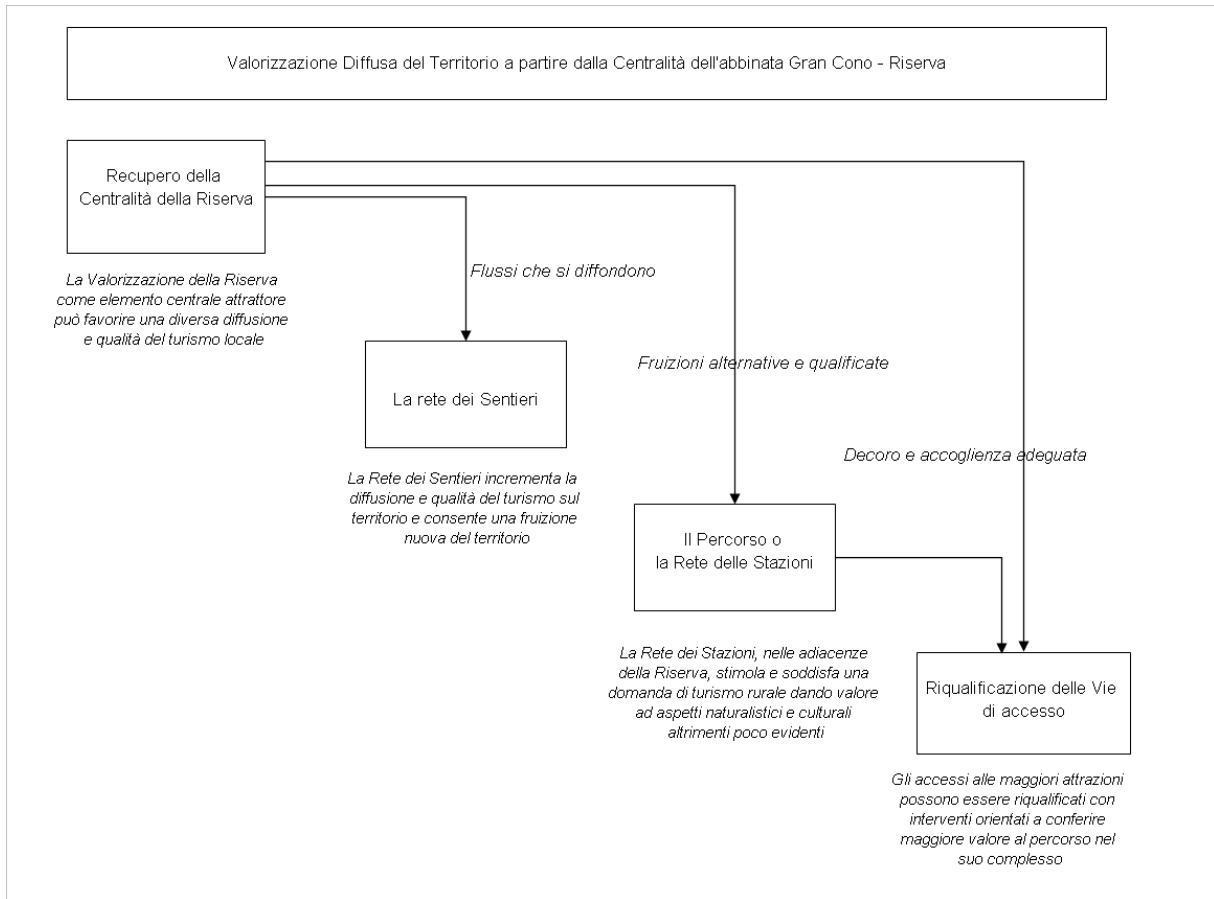 Valorizzazione Diffusa del Territorio a partire dalla Centralità dell'abbinata Gran Cono - Riserva
Recupero della
Centralità della Riserva
La Valorizzazione della Riserva
come elemento centrale attrattore
può favorire una diversa diffusione
e qualità del turismo locale
Flussi che si diffondono
La rete dei Sentieri
La Rete dei Sentieri incrementa la
diffusione e qualità del turismo sul
territorio e consente una fruizione
nuova del territorio
Fruizioni alternative e qualificate
Il Percorso o
la Rete delle Stazioni
La Rete dei Stazioni, nelle adiacenze
della Riserva, stimola e soddisfa una
domanda di turismo rurale dando valore
ad aspetti naturalistici e culturali
altrimenti poco evidenti
Decoro e accoglienza adeguata
Riqualificazione delle Vie
di accesso
Gli accessi alle maggiori attrazioni
possono essere riqualificati con
interventi orientati a conferire
maggiore valore al percorso nel
suo complesso